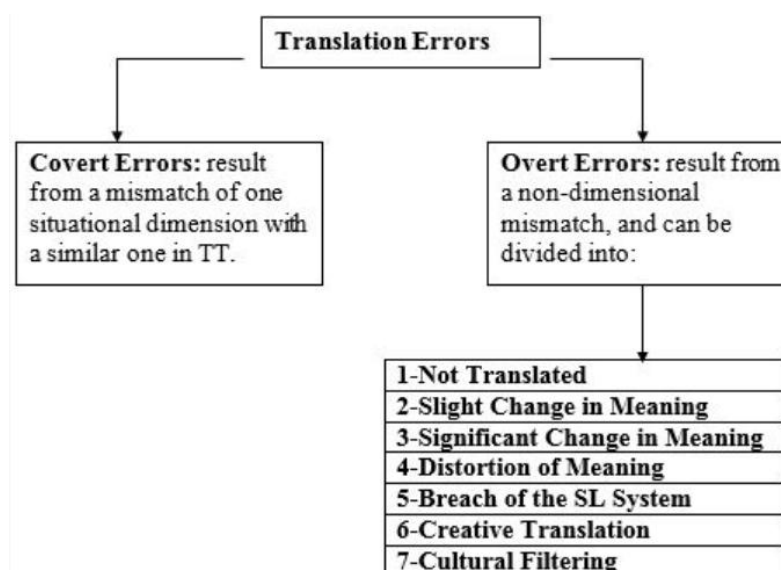 Translation Errors
Covert Errors: result
from a mismatch of one
situational dimension with
a similar one in TT.
Overt Errors: result from
a non-dimensional
mismatch, and can be
divided into:
1-Not Translated
2-Slight Change in Meaning
3-Significant Change in Meaning
4-Distortion of Meaning
5-Breach of the SL System
6-Creative Translation
7-Cultural Filtering